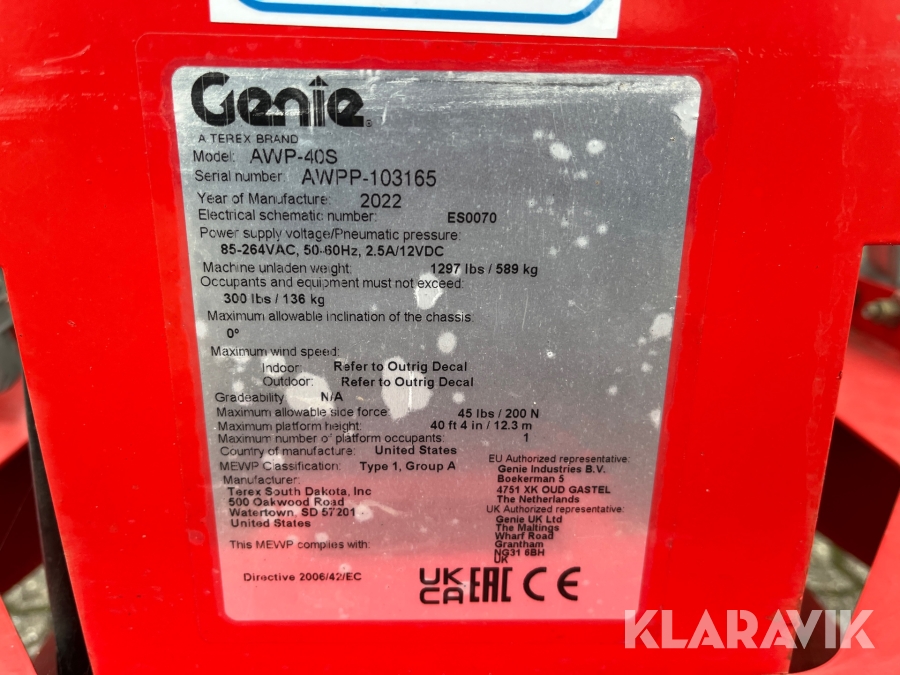 Genie
A TEREX BRAND
Model: AWP-40S
Serial number: AWPP-103165
Year of Manufacture: 2022
Electrical schematic number: ES0070
Power supply voltage/Pneumatic pressure:
85-264VAC, 50-60Hz, 2.5A/12VDC
Machine unladen weight: 1297 lbs / 589 kg
Occupants and equipment must not exceed:
300 lbs / 136 kg
Maximum allowable inclination of the chassis:
0°
Maximum wind speed:
Indoor: Refer to Outrig Decal
Outdoor: Refer to Outrig Decal
Gradeability: N/A
Maximum allowable side force: 45 lbs / 200 N
Maximum platform height: 40 ft 4 in / 12.3 m
Maximum number of platform occupants: 1
Country of manufacture: United States
MEWP Classification: Type 1, Group A
Manufacturer:
Terex South Dakota, Inc
500 Oakwood Road
Watertown, SD 57201
United States
This MEWP complies with:
Directive 2006/42/EC
EU Authorized representative:
Genie Industries B.V.
Boekerman 5
4751 XK OUD GASTEL
The Netherlands
UK Authorized representative:
Genie UK Ltd
The Maltings
Wharf Road
Grantham
NG31 6BH
UK
UK CA EAC CE
KLARAVIK